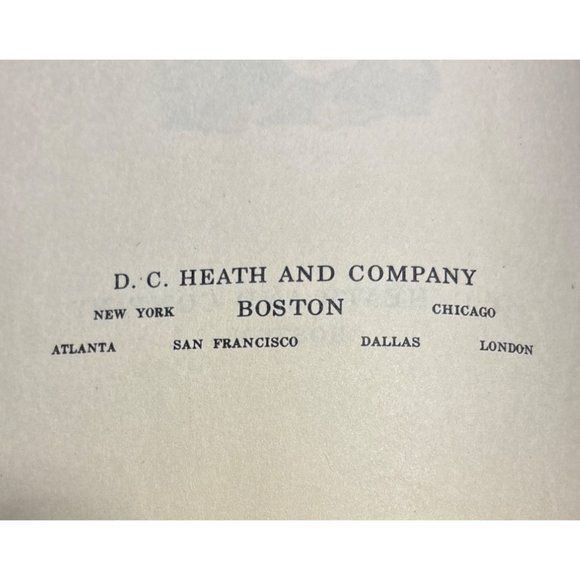 D. C. HEATH AND COMPANY
NEW YORK BOSTON CHICAGO
ATLANTA SAN FRANCISCO DALLAS LONDON